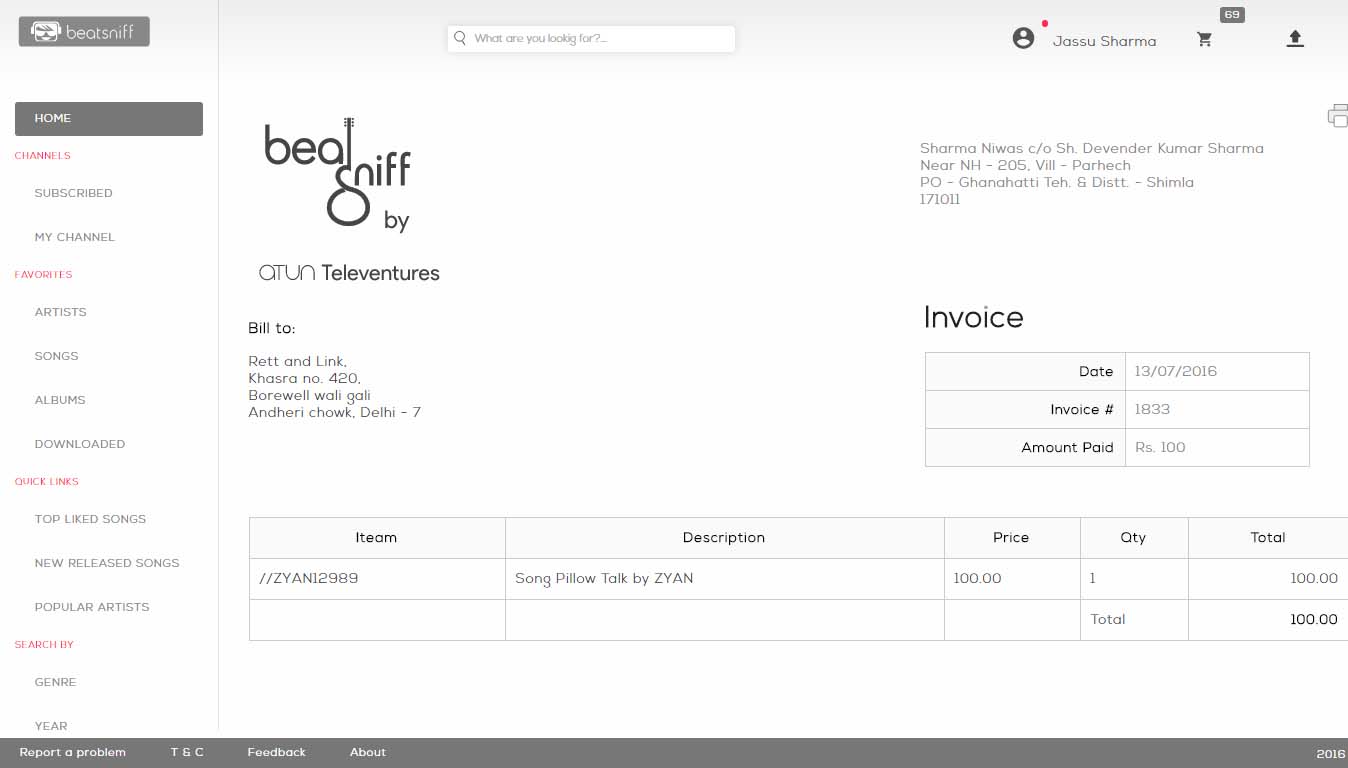 beatsniff
What are you lookig for?...
Jassu Sharma
69
HOME
CHANNELS
SUBSCRIBED
MY CHANNEL
FAVORITES
ARTISTS
SONGS
ALBUMS
DOWNLOADED
QUICK LINKS
TOP LIKED SONGS
NEW RELEASED SONGS
POPULAR ARTISTS
SEARCH BY
GENRE
YEAR
beatsniff
by
ATUN Televentures
Sharma Niwas c/o Sh. Devender Kumar Sharma
Near NH - 205, Vill - Parhech
PO - Ghanahatti Teh. & Distt. - Shimla
171011
Bill to:
Rett and Link,
Khasra no. 420,
Borewell wali gali
Andheri chowk, Delhi - 7
Invoice
Date 13/07/2016
Invoice # 1833
Amount Paid Rs. 100
Iteam Description Price Qty Total
//ZYAN12989 Song Pillow Talk by ZYAN 100.00 1 100.00
Total 100.00
Report a problem T & C Feedback About 2016